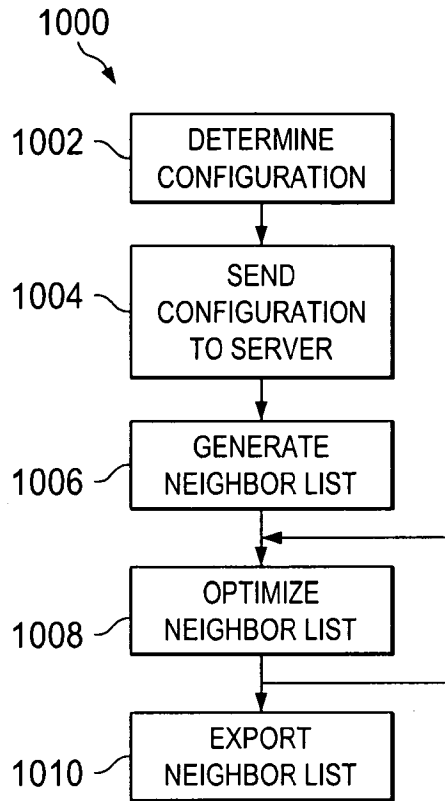 1000
1002
DETERMINE
CONFIGURATION
1004
SEND
CONFIGURATION
TO SERVER
1006
GENERATE
NEIGHBOR LIST
1008
OPTIMIZE
NEIGHBOR LIST
1010
EXPORT
NEIGHBOR LIST